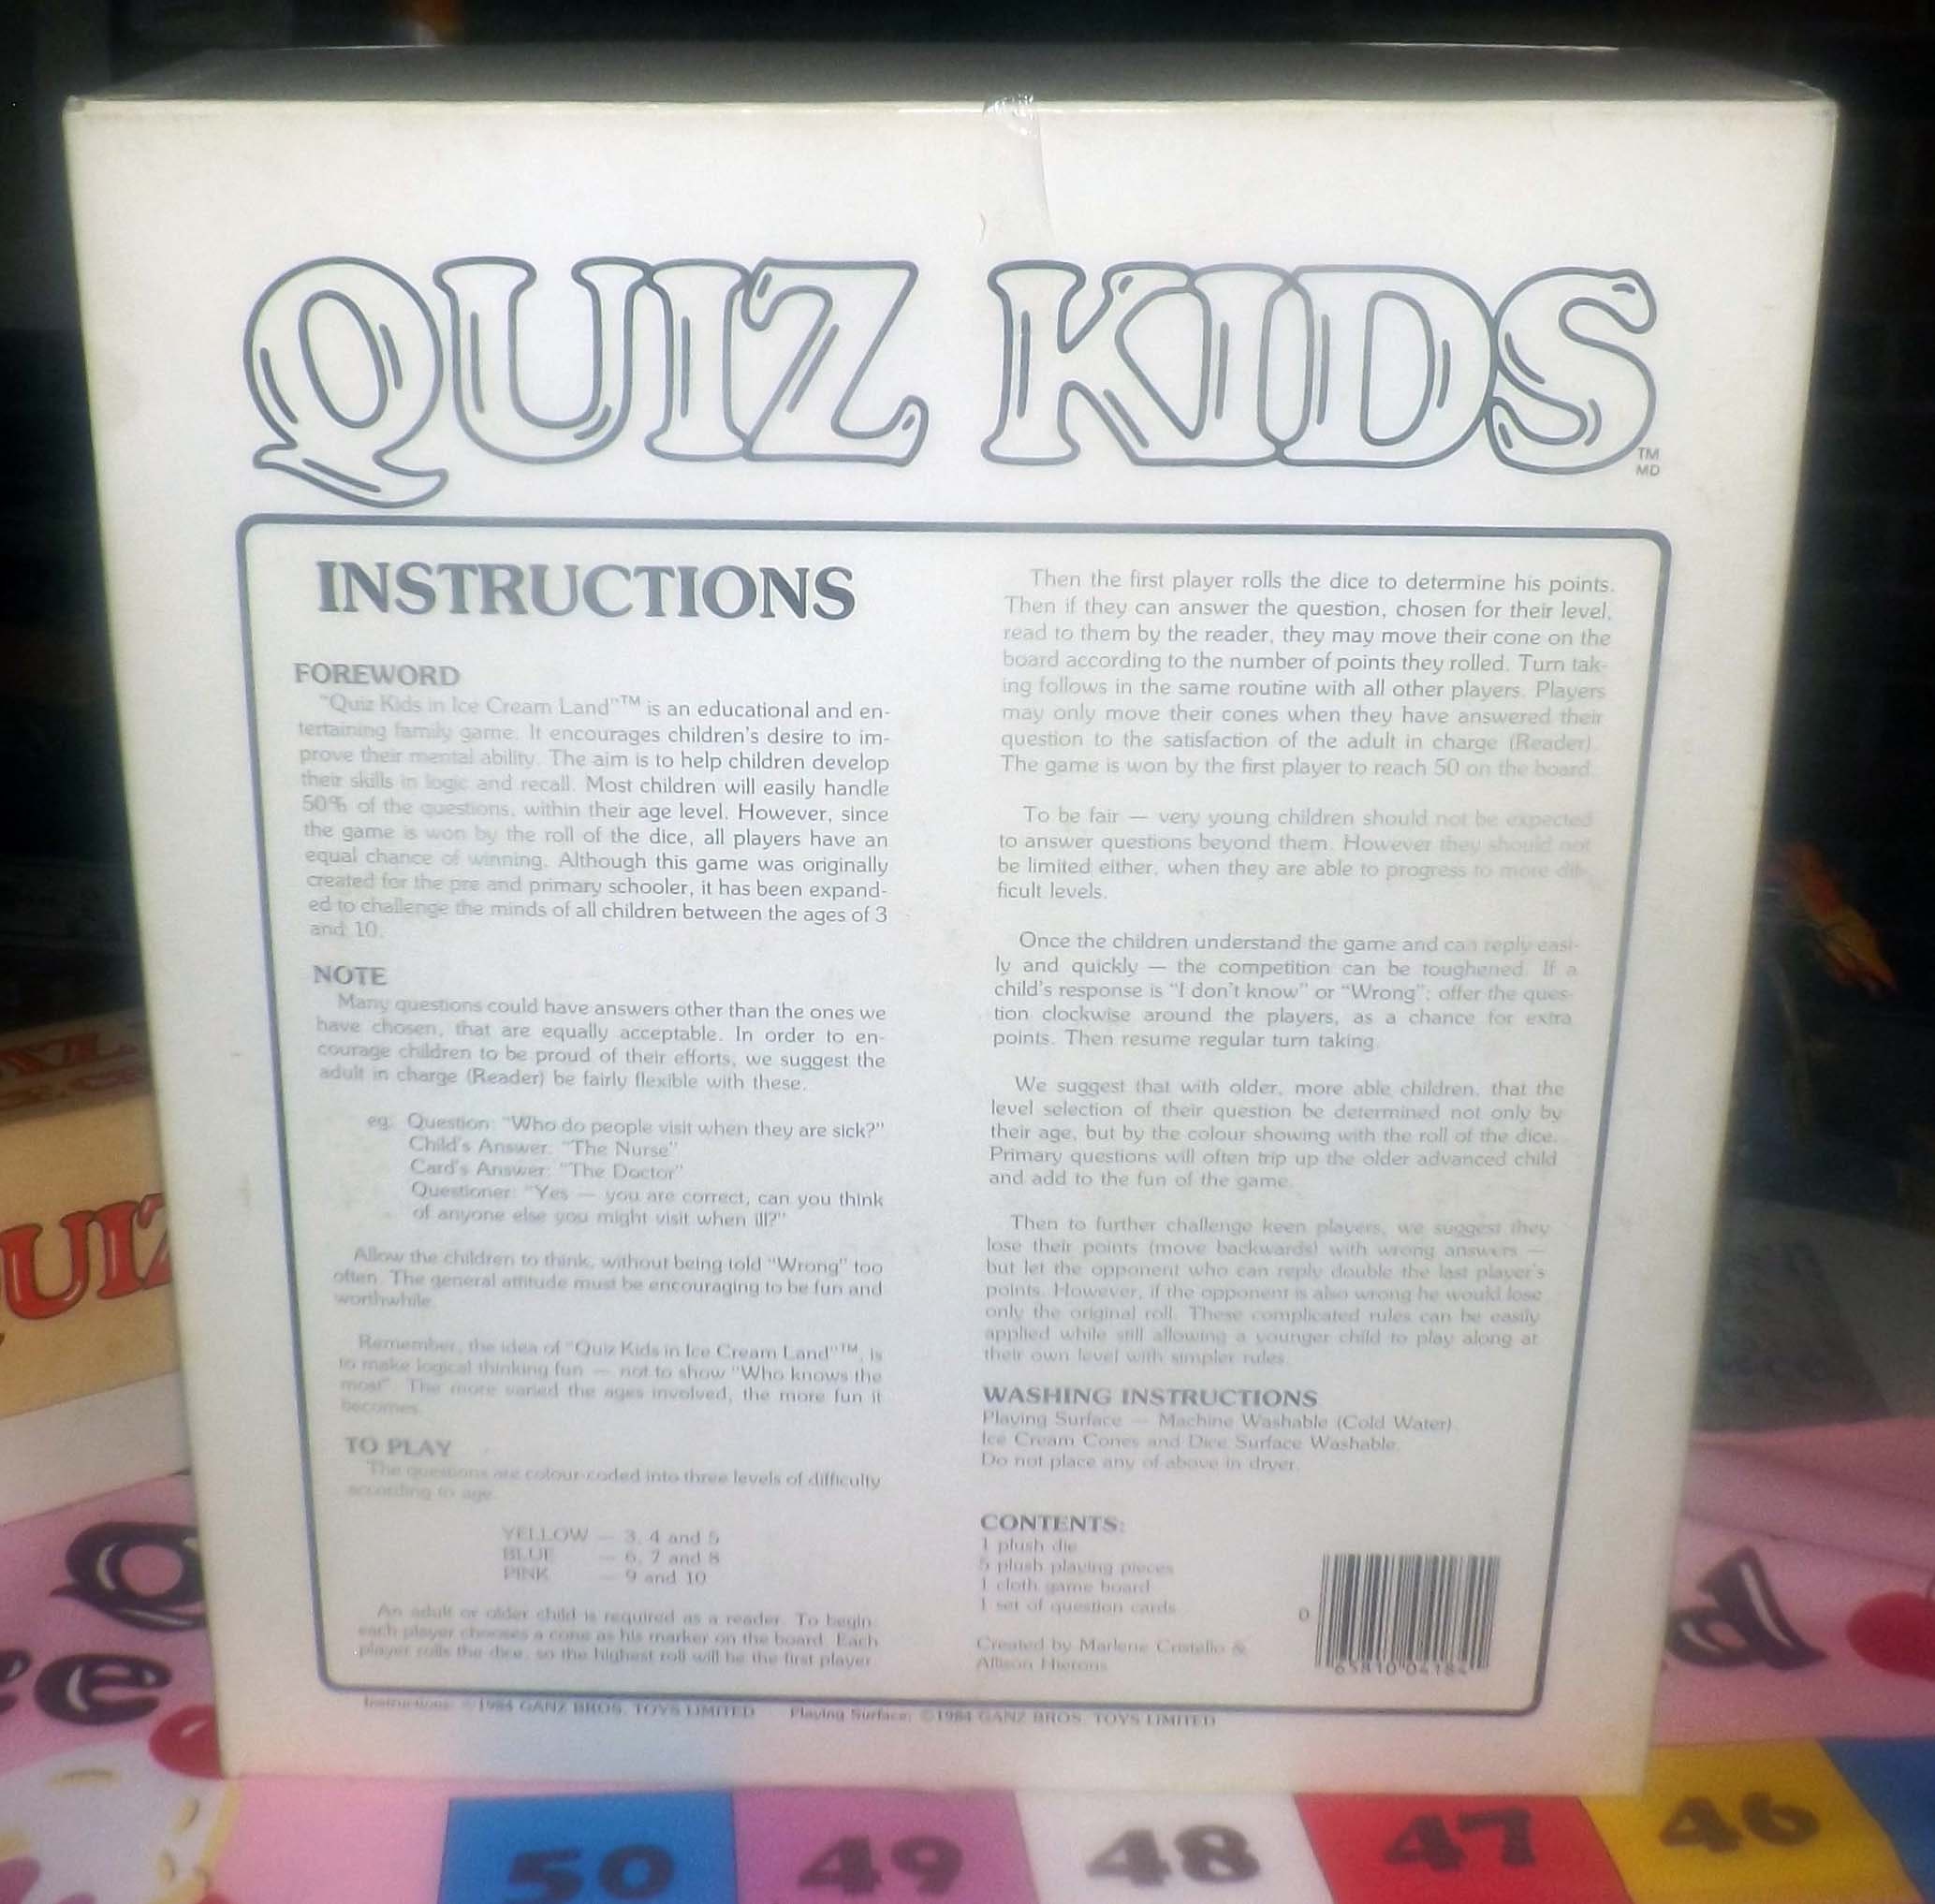 QUIZ KIDS
TM
MD
INSTRUCTIONS
FOREWORD
"Quiz Kids in Ice Cream Land"™ is an educational and en-
tertaining family game. It encourages children's desire to im-
prove their mental ability. The aim is to help children develop
their skills in logic and recall. Most children will easily handle
50% of the questions, within their age level. However, since
the game is won by the roll of the dice, all players have an
equal chance of winning. Although this game was originally
created for the pre and primary schooler, it has been expand-
ed to challenge the minds of all children between the ages of 3
and 10.
NOTE
Many questions could have answers other than the ones we
have chosen, that are equally acceptable. In order to en-
courage children to be proud of their efforts, we suggest the
adult in charge (Reader) be fairly flexible with these.
eg: Question: "Who do people visit when they are sick?"
Child's Answer: "The Nurse"
Card's Answer: "The Doctor"
Questioner: "Yes — you are correct, can you think
of anyone else you might visit when ill?"
Allow the children to think, without being told "Wrong" too
often. The general attitude must be encouraging to be fun and
worthwhile.
Remember, the idea of "Quiz Kids in Ice Cream Land"™, is
to make logical thinking fun — not to show "Who knows the
most". The more varied the ages involved, the more fun it
becomes.
TO PLAY
The questions are colour-coded into three levels of difficulty
according to age.
YELLOW — 3, 4 and 5
BLUE — 6, 7 and 8
PINK — 9 and 10
An adult or older child is required as a reader. To begin
each player chooses a cone as his marker on the board. Each
player rolls the dice, so the highest roll will be the first player.
Then the first player rolls the dice to determine his points.
Then if they can answer the question, chosen for their level,
read to them by the reader, they may move their cone on the
board according to the number of points they rolled. Turn tak-
ing follows in the same routine with all other players. Players
may only move their cones when they have answered their
question to the satisfaction of the adult in charge (Reader).
The game is won by the first player to reach 50 on the board.
To be fair — very young children should not be expected
to answer questions beyond them. However they should not
be limited either, when they are able to progress to more dif-
ficult levels.
Once the children understand the game and can reply easi-
ly and quickly — the competition can be toughened. If a
child's response is "I don't know" or "Wrong"; offer the ques-
tion clockwise around the players, as a chance for extra
points. Then resume regular turn taking.
We suggest that with older, more able children, that the
level selection of their question be determined not only by
their age, but by the colour showing with the roll of the dice.
Primary questions will often trip up the older advanced child
and add to the fun of the game.
Then to further challenge keen players, we suggest they
lose their points (move backwards) with wrong answers —
but let the opponent who can reply double the last player's
points. However, if the opponent is also wrong he would lose
only the original roll. These complicated rules can be easily
applied while still allowing a younger child to play along at
their own level with simpler rules.
WASHING INSTRUCTIONS
Playing Surface — Machine Washable (Cold Water).
Ice Cream Cones and Dice Surface Washable.
Do not place any of above in dryer.
CONTENTS:
1 plush die
5 plush playing pieces
1 cloth game board
1 set of question cards
Created by Marlene Costello &
Allison Hierons
0 65810 04184
Instructions: ©1984 GANZ BROS. TOYS LIMITED Playing Surface: ©1984 GANZ BROS. TOYS LIMITED
50 49 48 47 46